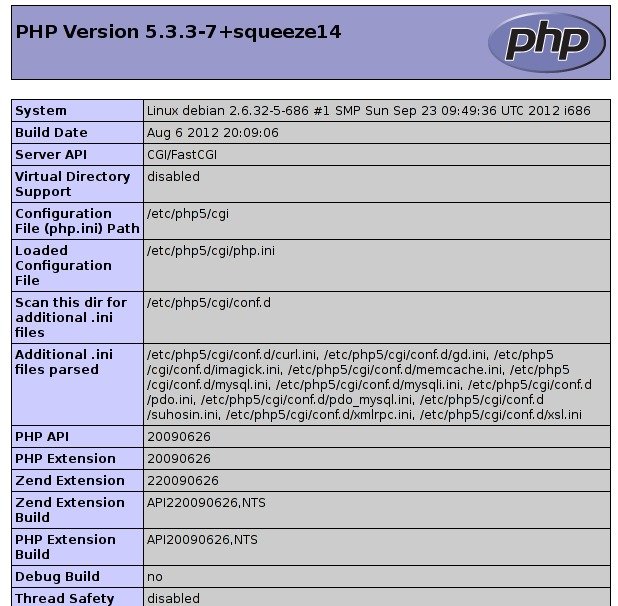 PHP Version 5.3.3-7+squeeze14
php
System Linux debian 2.6.32-5-686 #1 SMP Sun Sep 23 09:49:36 UTC 2012 i686
Build Date Aug 6 2012 20:09:06
Server API CGI/FastCGI
Virtual Directory disabled
Support
Configuration /etc/php5/cgi
File (php.ini) Path
Loaded /etc/php5/cgi/php.ini
Configuration
File
Scan this dir for /etc/php5/cgi/conf.d
additional .ini
files
Additional .ini /etc/php5/cgi/conf.d/curl.ini, /etc/php5/cgi/conf.d/gd.ini, /etc/php5
files parsed /cgi/conf.d/imagick.ini, /etc/php5/cgi/conf.d/memcache.ini, /etc/php5
/cgi/conf.d/mysql.ini, /etc/php5/cgi/conf.d/mysqli.ini, /etc/php5/cgi/conf.d
/pdo.ini, /etc/php5/cgi/conf.d/pdo_mysql.ini, /etc/php5/cgi/conf.d
/suhosin.ini, /etc/php5/cgi/conf.d/xmlrpc.ini, /etc/php5/cgi/conf.d/xsl.ini
PHP API 20090626
PHP Extension 20090626
Zend Extension 220090626
Zend Extension API220090626,NTS
Build
PHP Extension API20090626,NTS
Build
Debug Build no
Thread Safety disabled